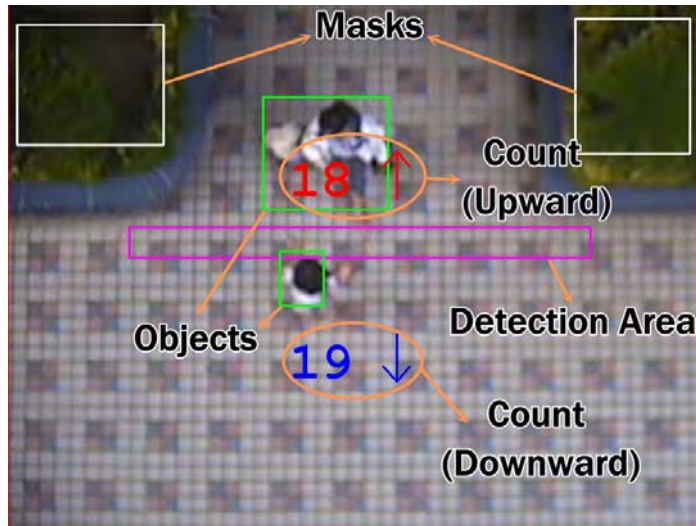 Masks
18 ↑
Count
(Upward)
Detection Area
Objects
19 ↓
Count
(Downward)